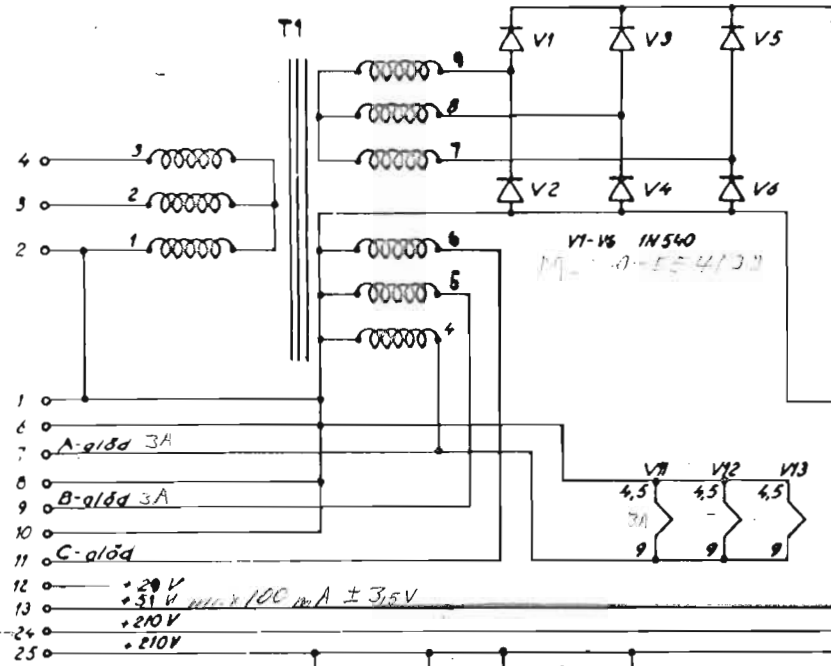 T1
9
8
7
V1 V3 V5
V2 V4 V6
V1-V6 1N540
4 3
3 2
2 1
6
5
4
1
6
7 A-glöd 3A
8
9 B-glöd 3A
10
11 C-glöd
V11 V12 V13
4,5 4,5 4,5
3A
9 9 9
12
13 + 51 V 100 mA ± 3,5V
24 + 210 V
25 + 210V